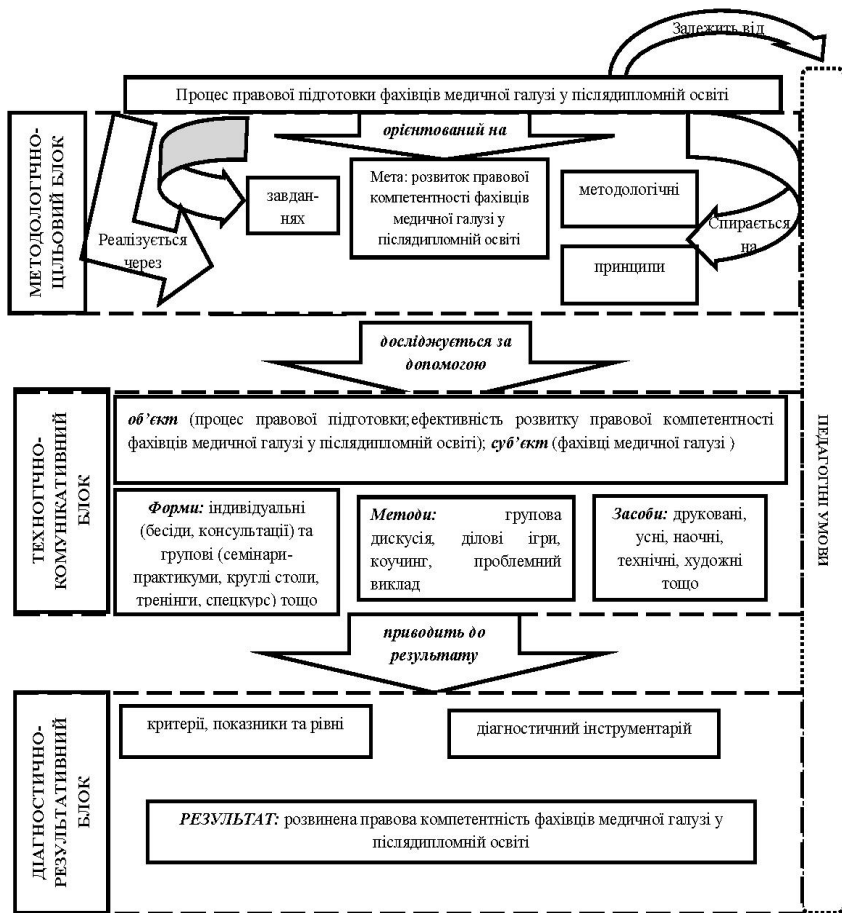 Залежить від
Процес правової підготовки фахівців медичної галузі у післядипломній освіті
МЕТОДОЛОГІЧНО-
ЦІЛЬОВИЙ БЛОК
орієнтований на
Реалізується
через
завдан-
нях
Мета: розвиток правової
компетентності фахівців
медичної галузі у
післядипломній освіті
методологічні
принципи
Спирається
на
досліджується за
допомогою
ТЕХНОГІЧНО-
КОМУНІКАТИВНИЙ
БЛОК
об’єкт (процес правової підготовки;ефективність розвитку правової компетентності
фахівців медичної галузі у післядипломній освіті); суб’єкт (фахівці медичної галузі )
Форми: індивідуальні
(бесіди, консультації) та
групові (семінари-
практикуми, круглі столи,
тренінги, спецкурс) тощо
Методи: групова
дискусія, ділові ігри,
коучинг, проблемний
виклад
Засоби: друковані,
усні, наочні,
технічні, художні
тощо
ПЕДАГОГІЧНІ УМОВИ
приводить до
результату
ДІАГНОСТИЧНО-
РЕЗУЛЬТАТИВНИЙ
БЛОК
критерії, показники та рівні
діагностичний інструментарій
РЕЗУЛЬТАТ: розвинена правова компетентність фахівців медичної галузі у
післядипломній освіті